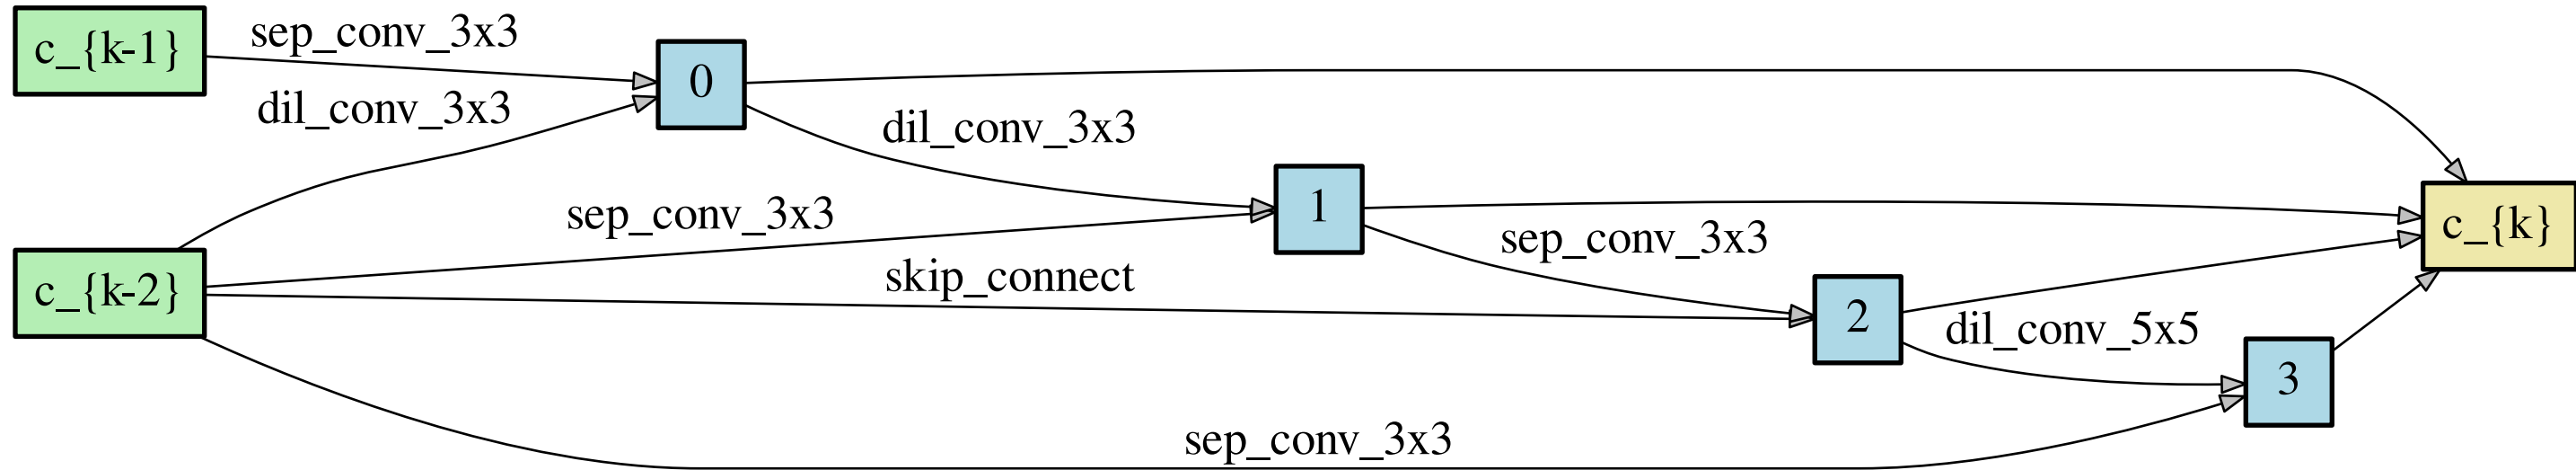 c_{k-1}
sep_conv_3x3
dil_conv_3x3
0
dil_conv_3x3
sep_conv_3x3
1
c_{k-2}
skip_connect
sep_conv_3x3
c_{k}
2
dil_conv_5x5
3
sep_conv_3x3